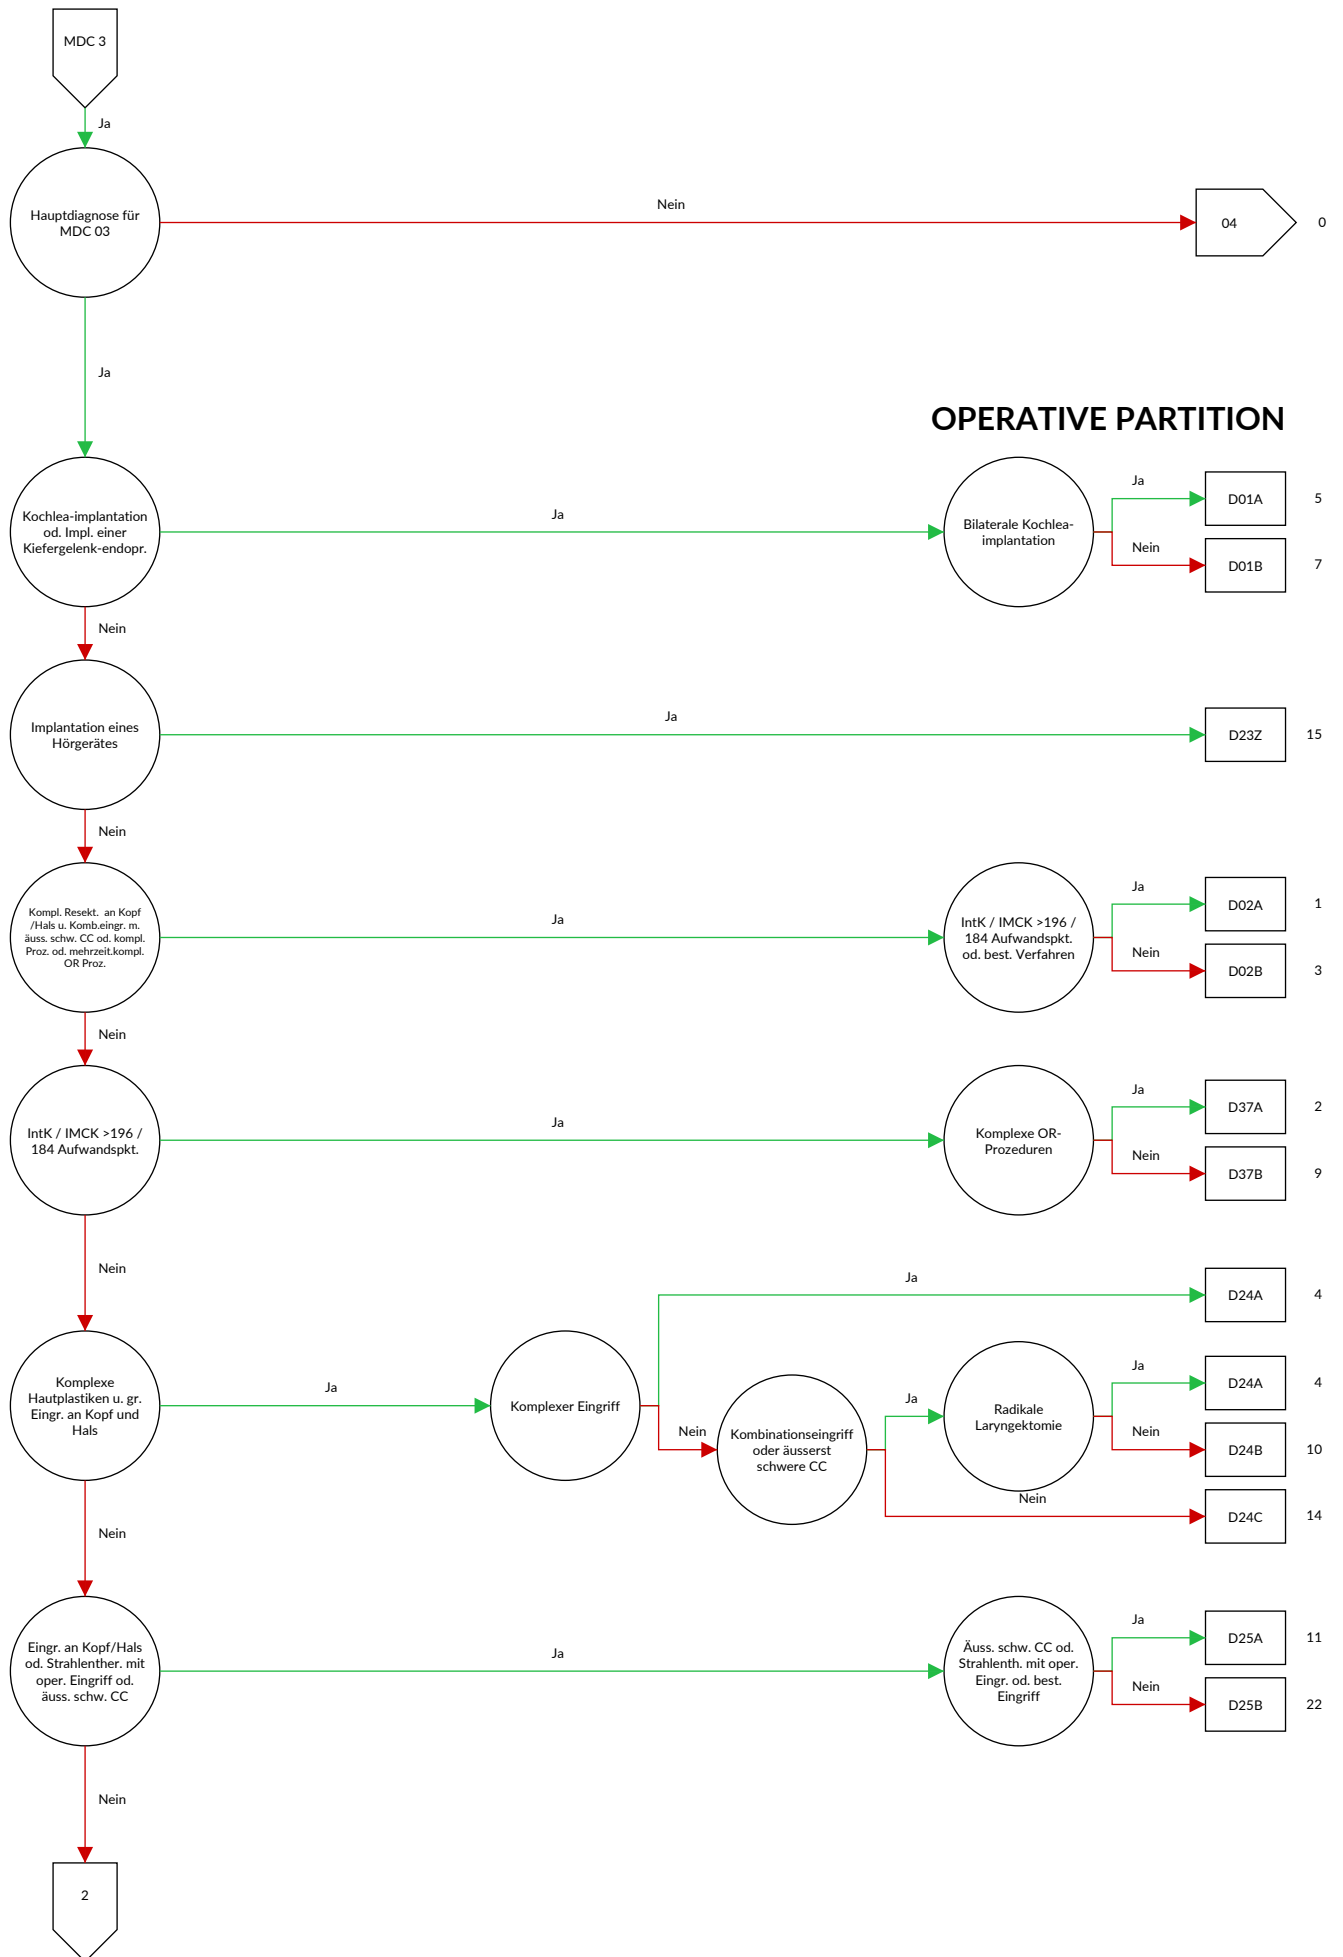 MDC 3
Ja
Hauptdiagnose für
MDC 03
Nein
04
0
Ja
OPERATIVE PARTITION
Kochlea-implantation
od. Impl. einer
Kiefergelenk-endopr.
Ja
Bilaterale Kochlea-
implantation
Ja
D01A
5
Nein
D01B
7
Nein
Implantation eines
Hörgerätes
Ja
D23Z
15
Nein
Kompl. Resekt. an Kopf
/Hals u. Komb.eingr. m.
äuss. schw. CC od. kompl.
Proz. od. mehrzeit.kompl.
OR Proz.
Ja
IntK / IMCK >196 /
184 Aufwandspkt.
od. best. Verfahren
Ja
D02A
1
Nein
D02B
3
Nein
IntK / IMCK >196 /
184 Aufwandspkt.
Ja
Komplexe OR-
Prozeduren
Ja
D37A
2
Nein
D37B
9
Nein
Komplexe
Hautplastiken u. gr.
Eingr. an Kopf und
Hals
Ja
Komplexer Eingriff
Ja
D24A
4
Nein
Kombinationseingriff
oder äusserst
schwere CC
Ja
Radikale
Laryngektomie
Ja
D24A
4
Nein
D24B
10
Nein
D24C
14
Nein
Eingr. an Kopf/Hals
od. Strahlenther. mit
oper. Eingriff od.
äuss. schw. CC
Ja
Äuss. schw. CC od.
Strahlenth. mit oper.
Eingr. od. best.
Eingriff
Ja
D25A
11
Nein
D25B
22
Nein
2